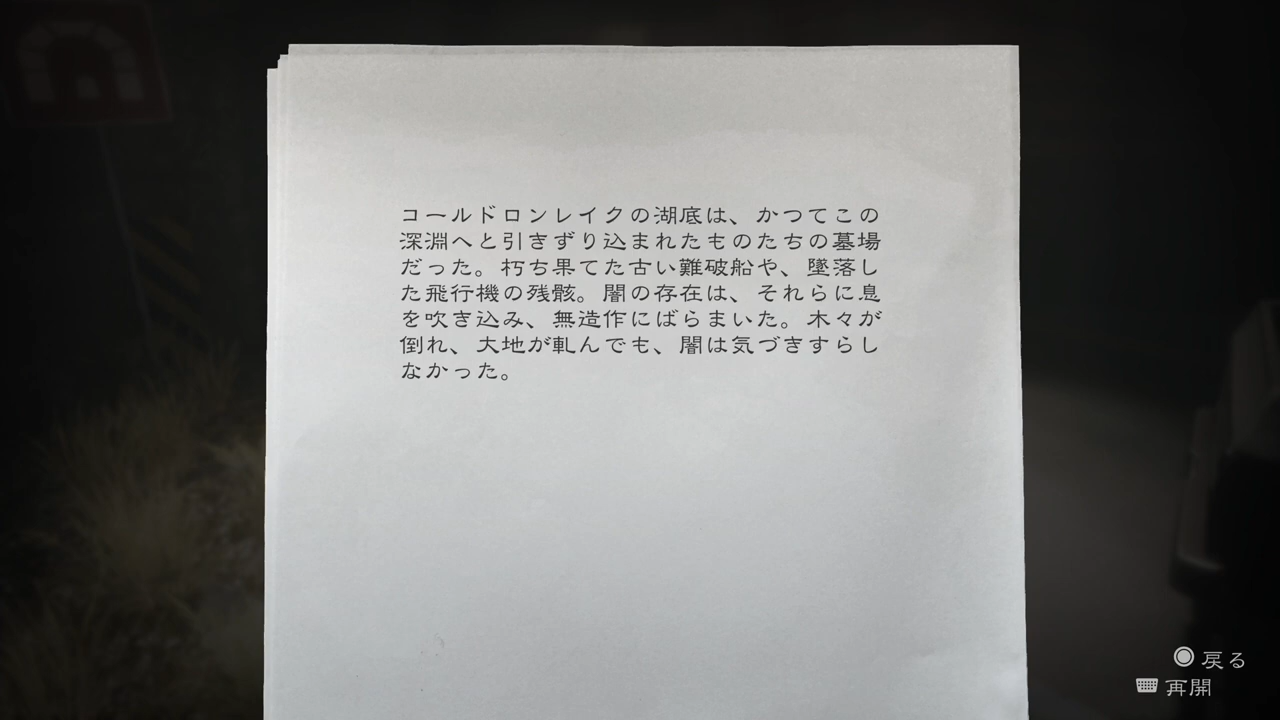 コールドロンレイクの湖底は、かつてこの
深淵へと引きずり込まれたものたちの墓場
だった。朽ち果てた古い難破船や、墜落し
た飛行機の残骸。闇の存在は、それらに息
を吹き込み、無造作にばらまいた。木々が
倒れ、大地が軋んでも、闇は気づきすらし
なかった。
戻る
再開